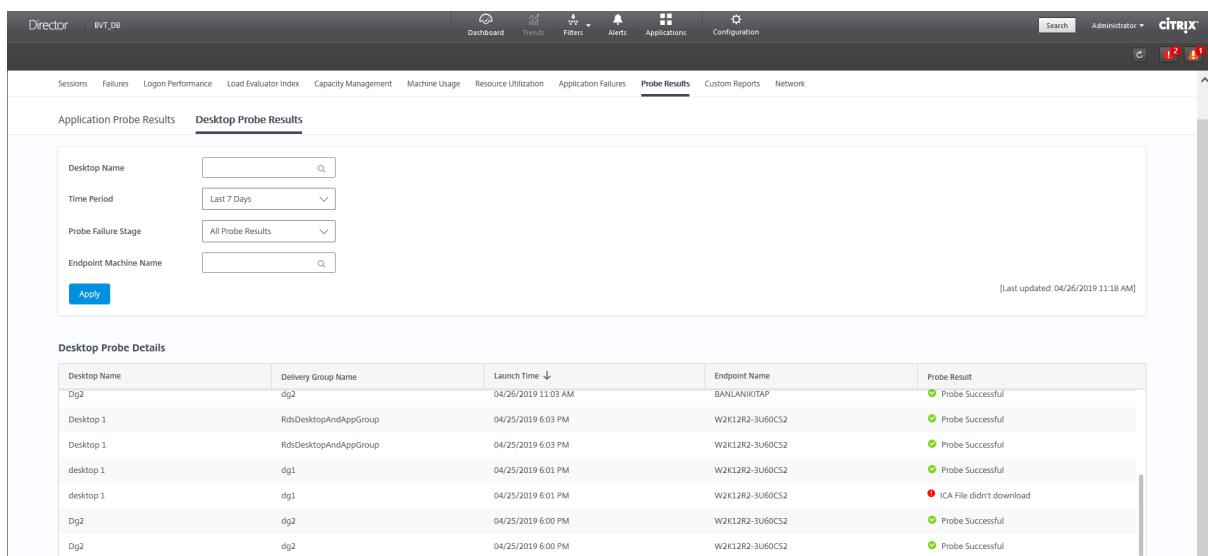 Director BVT_DB Dashboard Trends Filters Alerts Applications Configuration Search Administrator CİTRIX
2 1
Sessions Failures Logon Performance Load Evaluator Index Capacity Management Machine Usage Resource Utilization Application Failures Probe Results Custom Reports Network
Application Probe Results Desktop Probe Results
Desktop Name
Time Period Last 7 Days
Probe Failure Stage All Probe Results
Endpoint Machine Name
Apply [Last updated: 04/26/2019 11:18 AM]
Desktop Probe Details
Desktop Name Delivery Group Name Launch Time Endpoint Name Probe Result
Dg2 dg2 04/26/2019 11:03 AM BANLANIKITAP Probe Successful
Desktop 1 RdsDesktopAndAppGroup 04/25/2019 6:03 PM W2K12R2-3U60CS2 Probe Successful
Desktop 1 RdsDesktopAndAppGroup 04/25/2019 6:03 PM W2K12R2-3U60CS2 Probe Successful
desktop 1 dg1 04/25/2019 6:01 PM W2K12R2-3U60CS2 Probe Successful
desktop 1 dg1 04/25/2019 6:01 PM W2K12R2-3U60CS2 ICA File didn't download
Dg2 dg2 04/25/2019 6:00 PM W2K12R2-3U60CS2 Probe Successful
Dg2 dg2 04/25/2019 6:00 PM W2K12R2-3U60CS2 Probe Successful